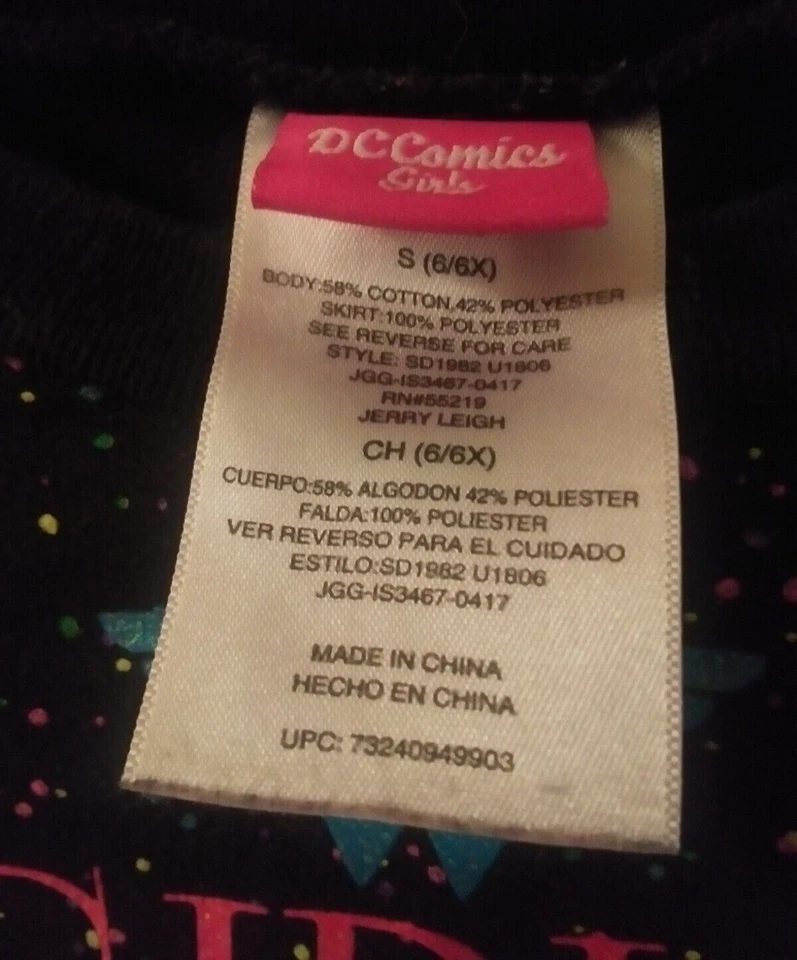 DCComics
Girls
S (6/6X)
BODY:58% COTTON,42% POLYESTER
SKIRT:100% POLYESTER
SEE REVERSE FOR CARE
STYLE: SD1982 U1806
JGG-IS3467-0417
RN#55219
JERRY LEIGH
CH (6/6X)
CUERPO:58% ALGODON 42% POLIESTER
FALDA:100% POLIESTER
VER REVERSO PARA EL CUIDADO
ESTILO:SD1982 U1806
JGG-IS3467-0417
MADE IN CHINA
HECHO EN CHINA
UPC: 73240949903